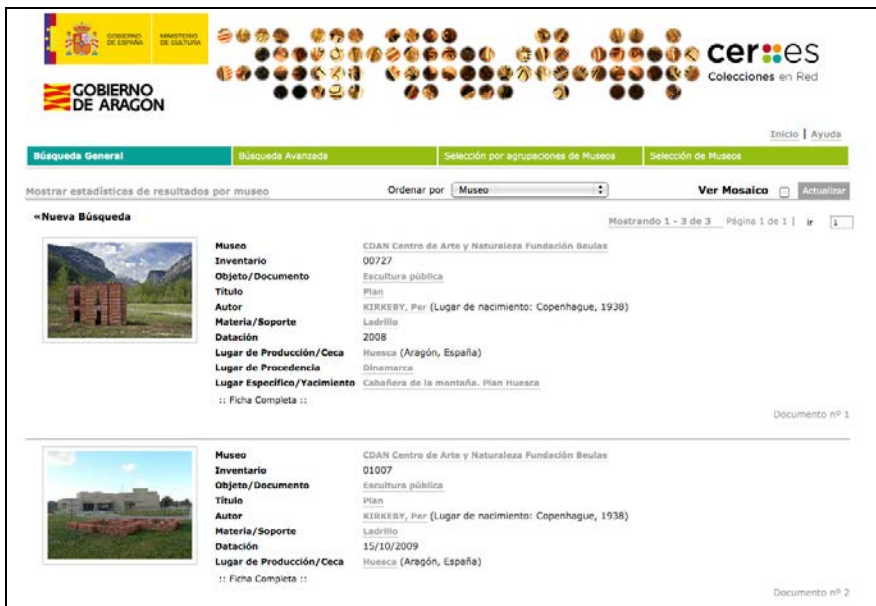 GOBIERNO
DE ESPAÑA
MINISTERIO
DE CULTURA
GOBIERNO
DE ARAGON
cer::es
Colecciones en Red
Inicio | Ayuda
Búsqueda General Búsqueda Avanzada Selección por agrupaciones de Museos Selección de Museos
Mostrar estadísticas de resultados por museo Ordenar por Museo Ver Mosaico Actualizar
«Nueva Búsqueda Mostrando 1 - 3 de 3 Página 1 de 1 | ir 1
Museo CDAN Centro de Arte y Naturaleza Fundación Beulas
Inventario 00727
Objeto/Documento Escultura pública
Título Plan
Autor KIRKEBY, Per (Lugar de nacimiento: Copenhague, 1938)
Materia/Soporte Ladrillo
Datación 2008
Lugar de Producción/Ceca Huesca (Aragón, España)
Lugar de Procedencia Dinamarca
Lugar Específico/Yacimiento Cabañera de la montaña. Plan Huesca
:: Ficha Completa ::
Documento nº 1
Museo CDAN Centro de Arte y Naturaleza Fundación Beulas
Inventario 01007
Objeto/Documento Escultura pública
Título Plan
Autor KIRKEBY, Per (Lugar de nacimiento: Copenhague, 1938)
Materia/Soporte Ladrillo
Datación 15/10/2009
Lugar de Producción/Ceca Huesca (Aragón, España)
:: Ficha Completa ::
Documento nº 2